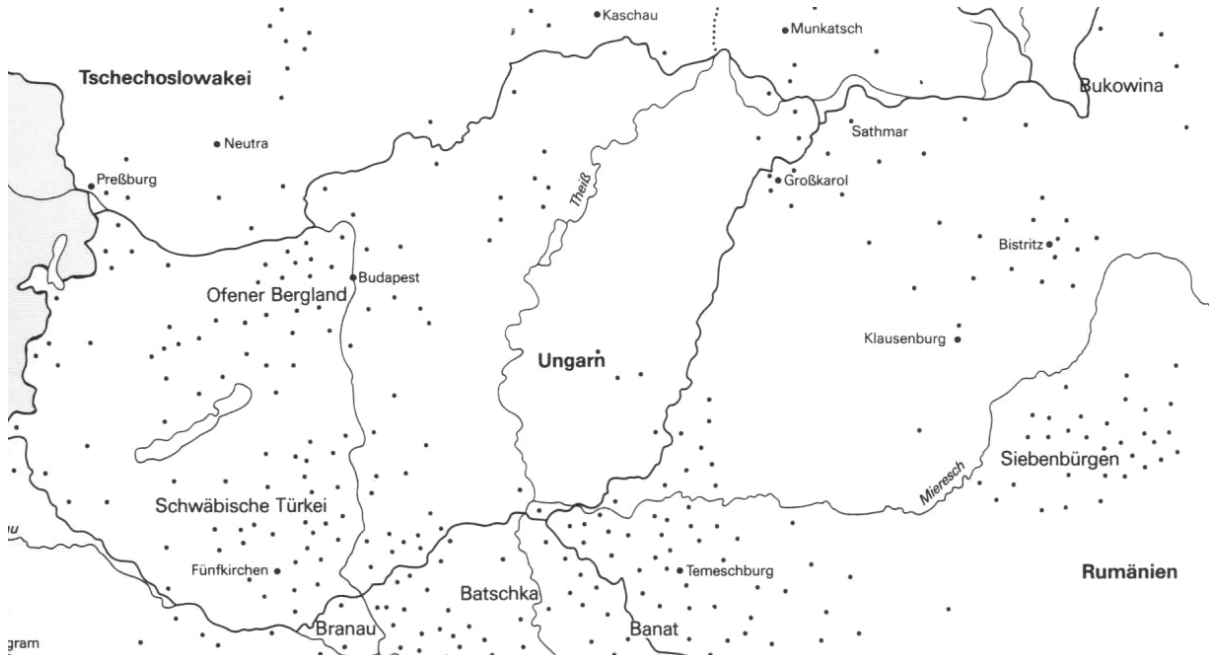 Kaschau
Munkatsch
Tschechoslowakei
Bukowina
Neutra
Sathmar
Preßburg
Theiß
Großkarol
Bistritz
Budapest
Ofener Bergland
Klausenburg
Ungarn
Siebenbürgen
Mieresch
Schwäbische Türkei
Fünfkirchen
Temeschburg
Rumänien
Batschka
Branau
Banat
gram